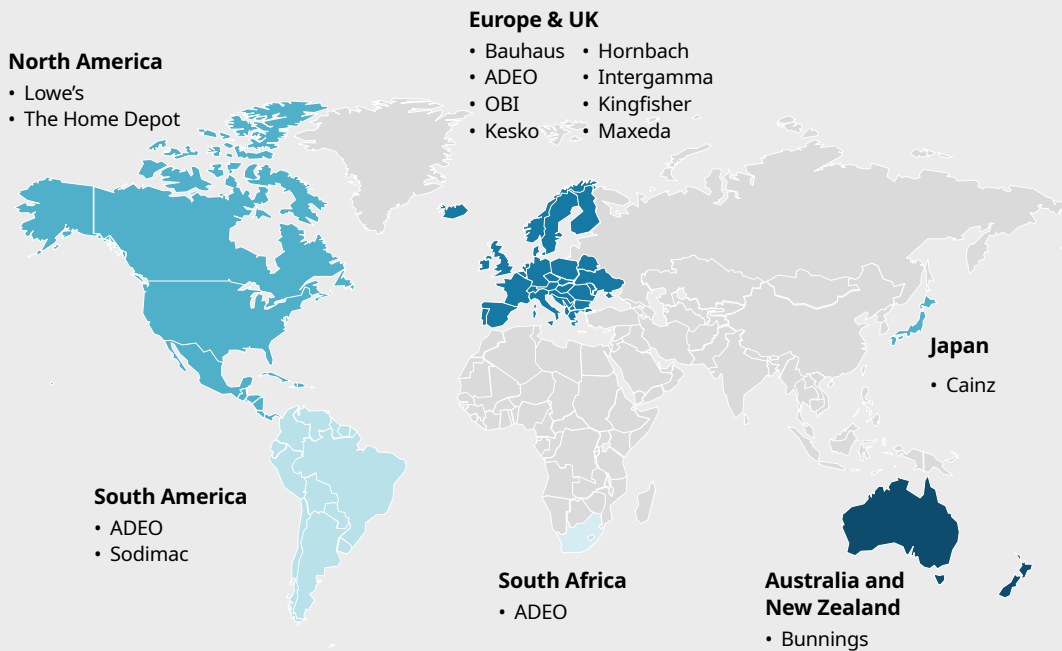 Europe & UK
• Bauhaus
• ADEO
• OBI
• Kesko
• Hornbach
• Intergamma
• Kingfisher
• Maxeda
North America
• Lowe’s
• The Home Depot
Japan
• Cainz
South America
• ADEO
• Sodimac
South Africa
• ADEO
Australia and
New Zealand
• Bunnings